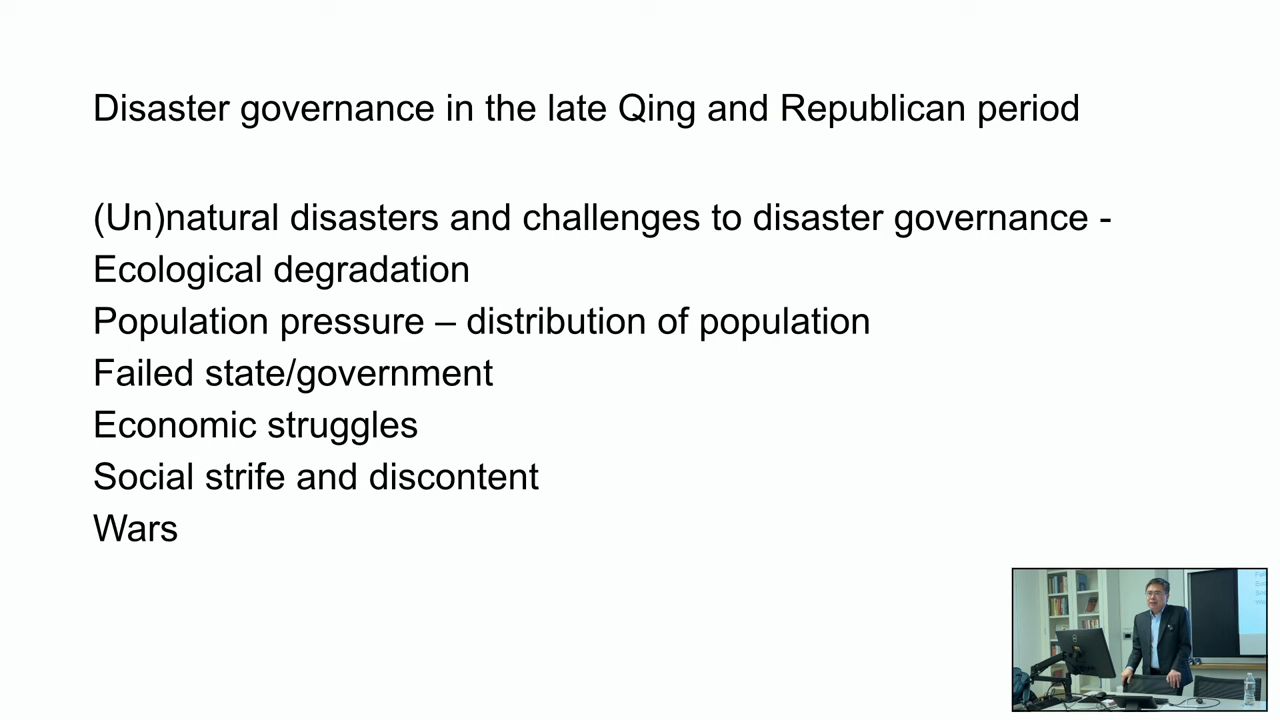 Disaster governance in the late Qing and Republican period
(Un)natural disasters and challenges to disaster governance -
Ecological degradation
Population pressure – distribution of population
Failed state/government
Economic struggles
Social strife and discontent
Wars